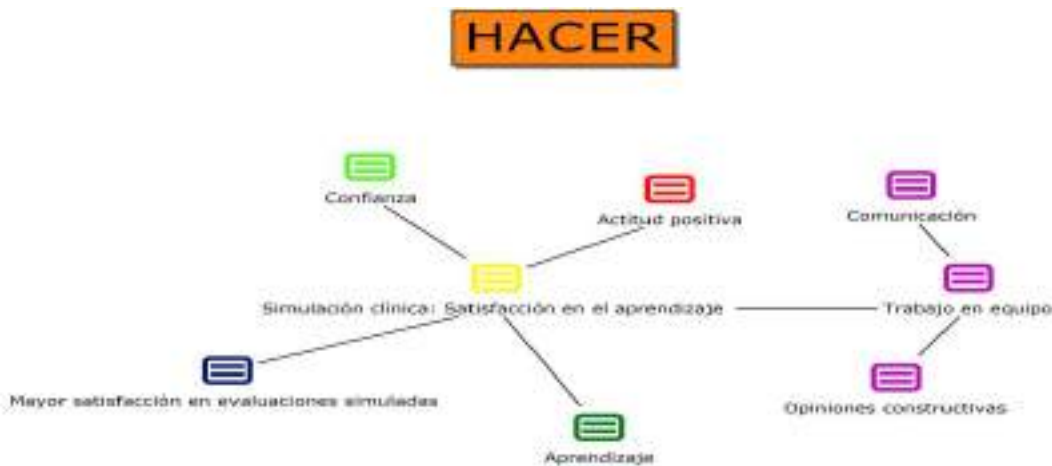 HACER
Confianza
Actitud positiva
Comunicación
Simulación clínica: Satisfacción en el aprendizaje
Trabajo en equipo
Mayor satisfacción en evaluaciones simuladas
Opiniones constructivas
Aprendizaje